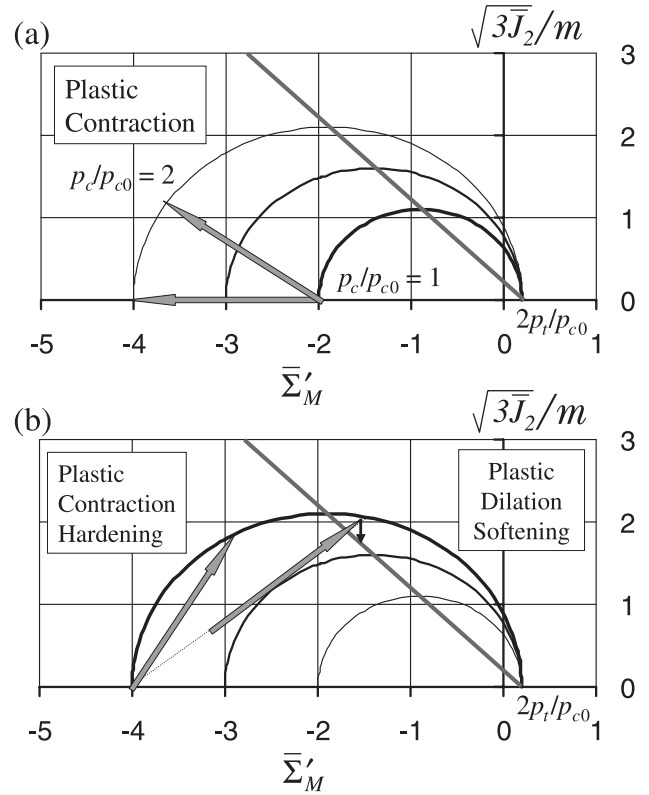 (a)
√3J̅₂/m
Plastic
Contraction
p_c/p_c0 = 2
p_c/p_c0 = 1
3
2
1
0
2p_t/p_c0
-5 -4 -3 -2 -1 0 1
Σ̅′_M
(b)
√3J̅₂/m
Plastic
Contraction
Hardening
Plastic
Dilation
Softening
3
2
1
0
2p_t/p_c0
-5 -4 -3 -2 -1 0 1
Σ̅′_M